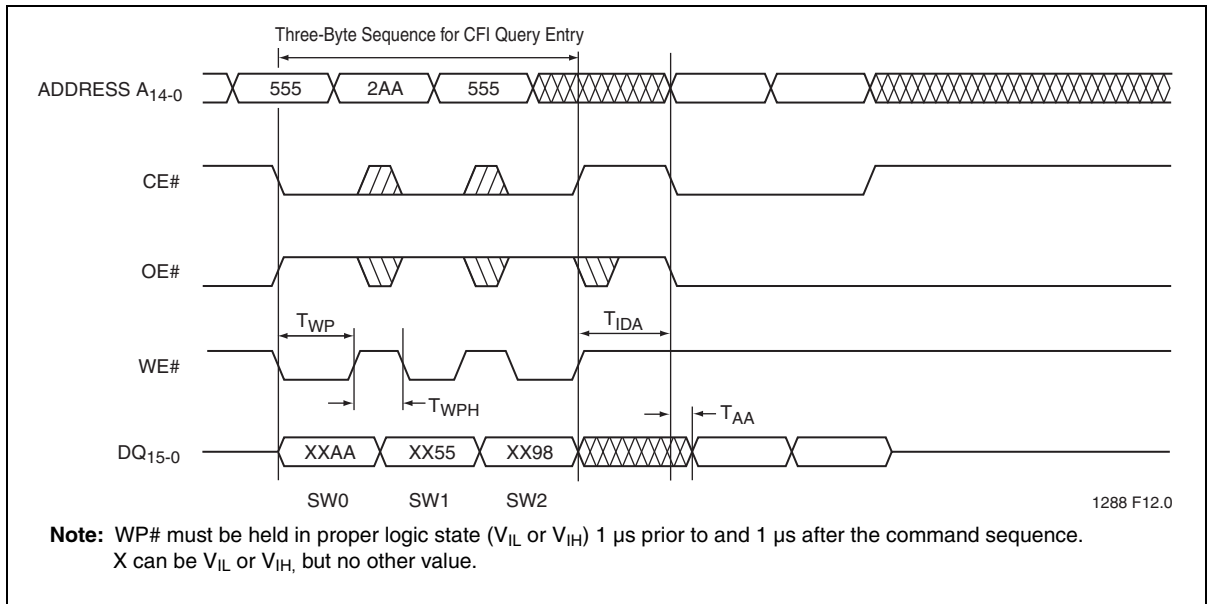 Three-Byte Sequence for CFI Query Entry
ADDRESS A14-0
555 2AA 555
CE#
OE#
TWP
TIDA
WE#
TWPH
TAA
DQ15-0
XXAA XX55 XX98
SW0 SW1 SW2
1288 F12.0
Note: WP# must be held in proper logic state (VIL or VIH) 1 µs prior to and 1 µs after the command sequence.
X can be VIL or VIH, but no other value.